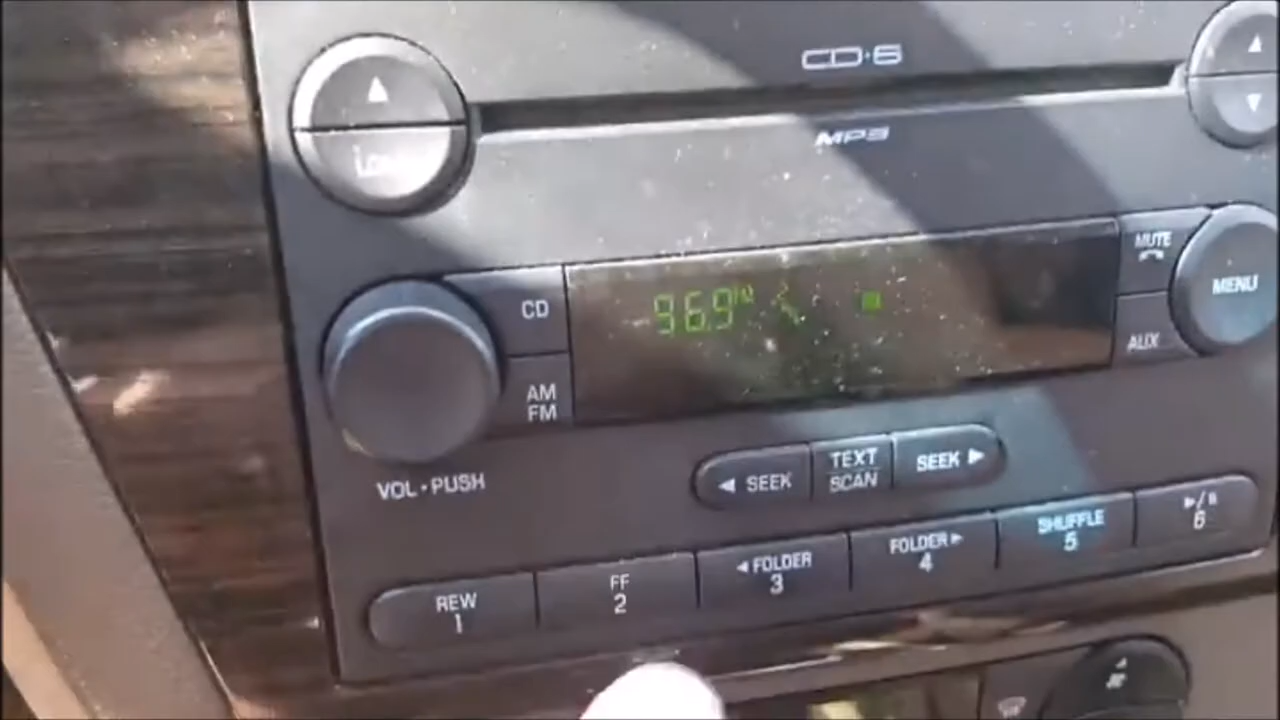 CD·6
LOAD
MP3
MUTE
MENU
CD
96.9
AUX
AM
FM
VOL·PUSH
◀ SEEK
TEXT
SCAN
SEEK ▶
REW
1
FF
2
◀ FOLDER
3
FOLDER ▶
4
SHUFFLE
5
▶/II
6